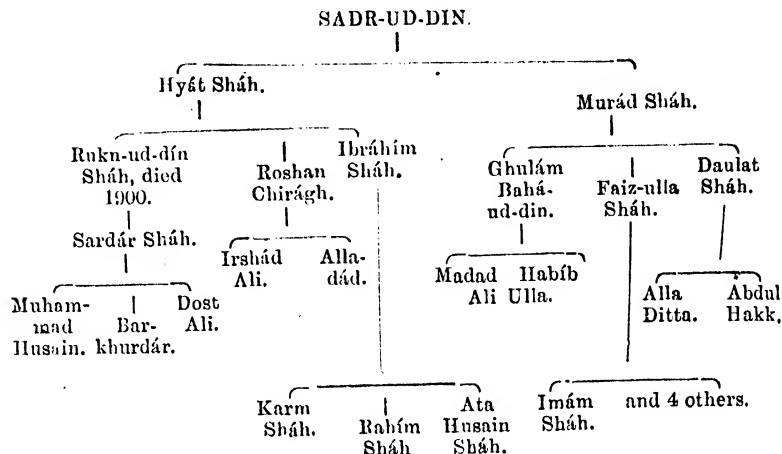 SADR-UD-DIN.
Hyát Sháh.
Murád Sháh.
Rukn-ud-dín
Sháh, died
1900.
Roshan
Chirágh.
Ibráhím
Sháh.
Ghulám
Bahá-
ud-din.
Faiz-ulla
Sháh.
Daulat
Sháh.
Sardár Sháh.
Irshád
Ali.
Alla-
dád.
Madad Habíb
Ali Ulla.
Alla
Ditta.
Abdul
Hakk.
Muham-
mad
Husain.
Bar-
khurdár.
Dost
Ali.
Karm
Sháh.
Rahím
Sháh
Ata
Husain
Sháh.
Imám
Sháh.
and 4 others.